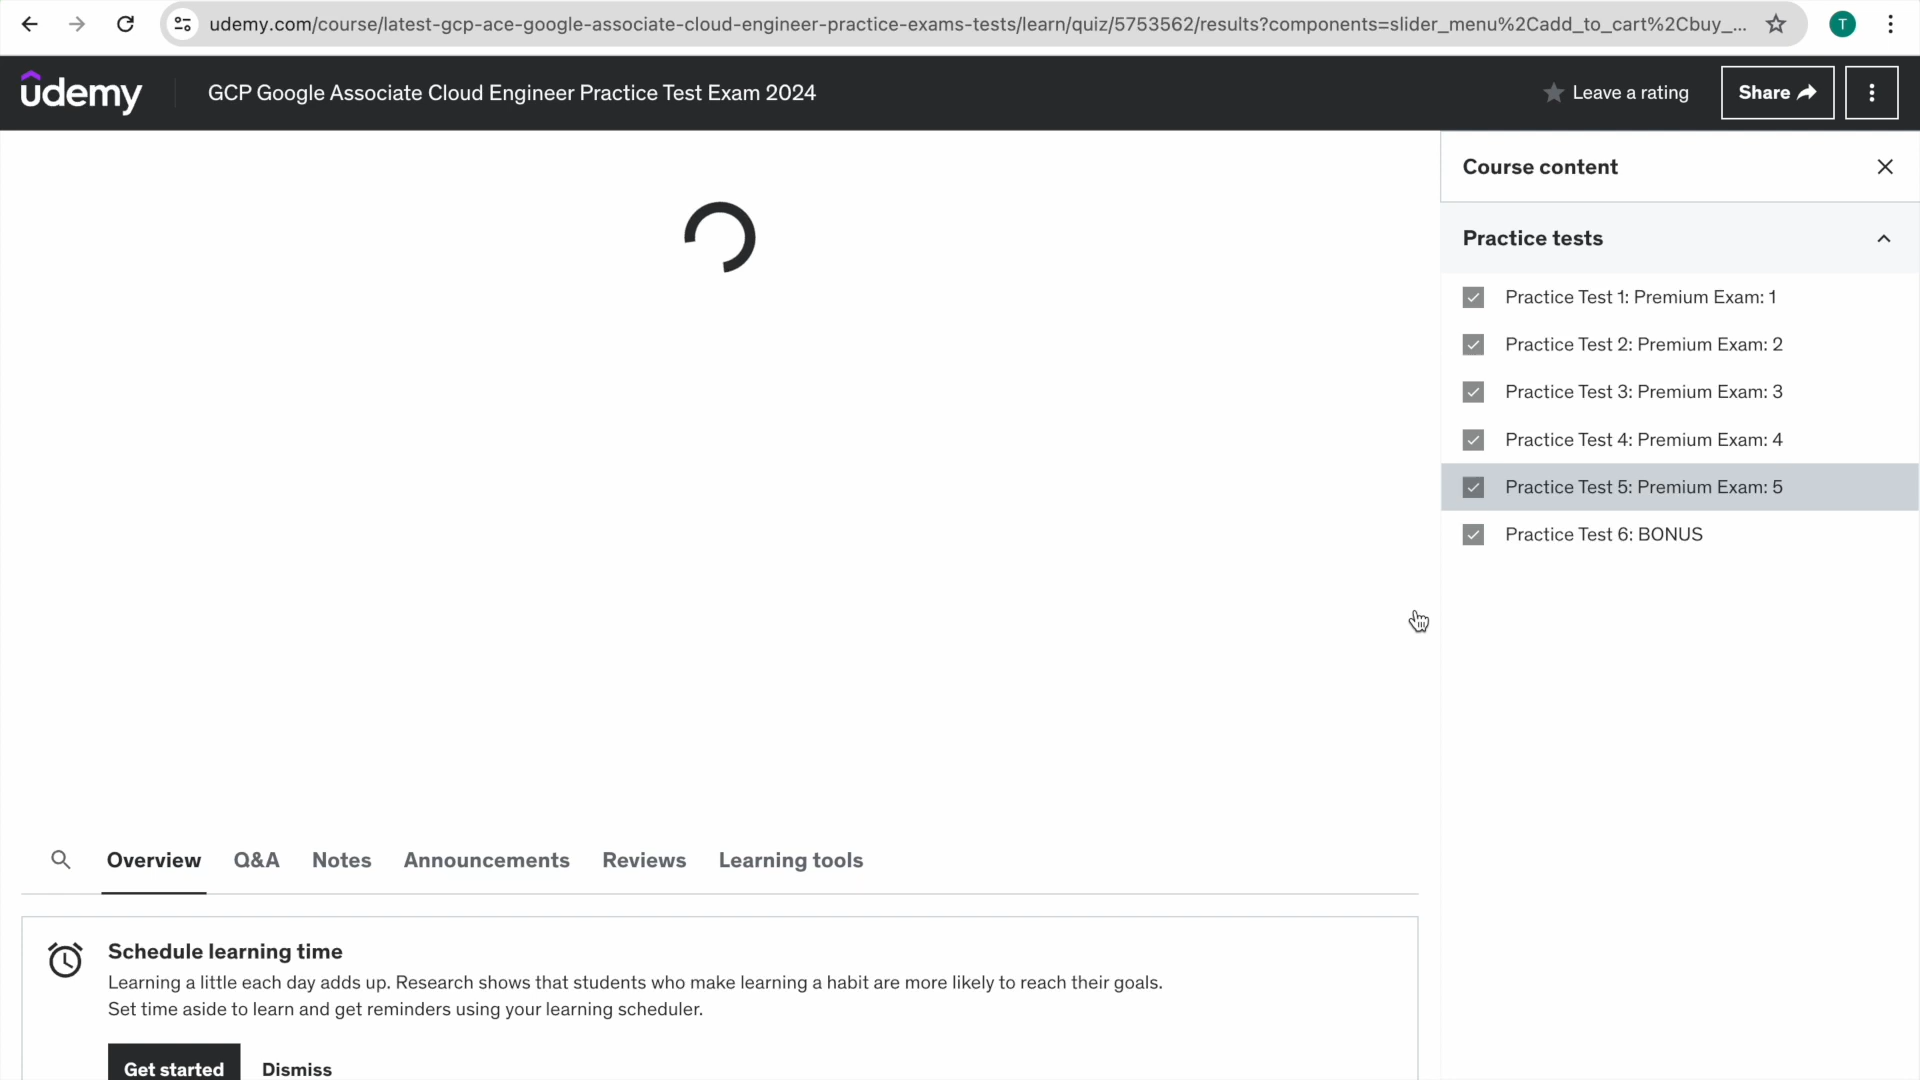 udemy.com/course/latest-gcp-ace-google-associate-cloud-engineer-practice-exams-tests/learn/quiz/5753562/results?components=slider_menu%2Cadd_to_cart%2Cbuy_...
T
udemy
GCP Google Associate Cloud Engineer Practice Test Exam 2024
Leave a rating
Share
Course content
Practice tests
Practice Test 1: Premium Exam: 1
Practice Test 2: Premium Exam: 2
Practice Test 3: Premium Exam: 3
Practice Test 4: Premium Exam: 4
Practice Test 5: Premium Exam: 5
Practice Test 6: BONUS
Overview
Q&A
Notes
Announcements
Reviews
Learning tools
Schedule learning time
Learning a little each day adds up. Research shows that students who make learning a habit are more likely to reach their goals.
Set time aside to learn and get reminders using your learning scheduler.
Get started
Dismiss